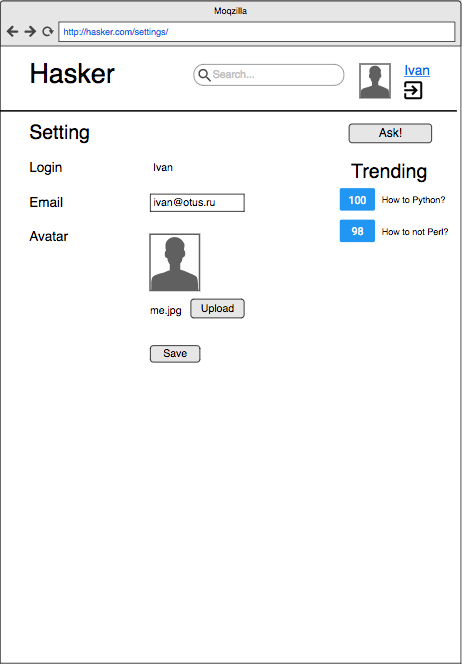 Moqzilla
http://hasker.com/settings/
Hasker
Search...
Ivan
Setting
Ask!
Login
Ivan
Email
ivan@otus.ru
Avatar
me.jpg
Upload
Save
Trending
100 How to Python?
98 How to not Perl?